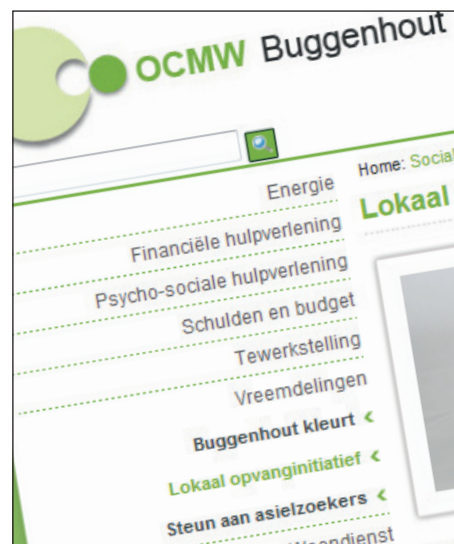 OCMW Buggenhout
Home: Social
Lokaal
Energie
Financiële hulpverlening
Psycho-sociale hulpverlening
Schulden en budget
Tewerkstelling
Vreemdelingen
Buggenhout kleurt
Lokaal opvanginitiatief
Steun aan asielzoekers